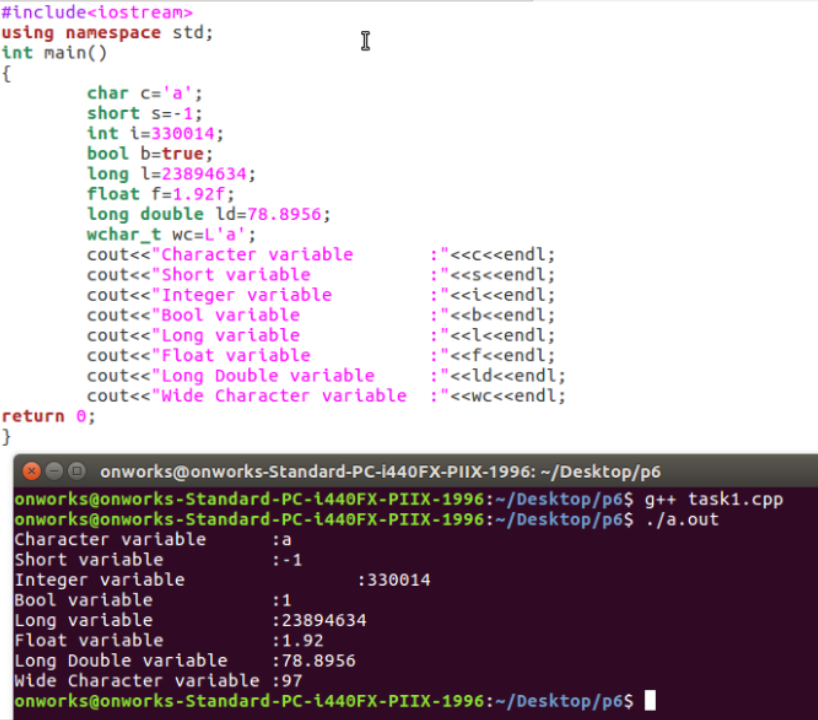 #include<iostream>
using namespace std;
int main()
{
        char c='a';
        short s=-1;
        int i=330014;
        bool b=true;
        long l=23894634;
        float f=1.92f;
        long double ld=78.8956;
        wchar_t wc=L'a';
        cout<<"Character variable       :"<<c<<endl;
        cout<<"Short variable           :"<<s<<endl;
        cout<<"Integer variable         :"<<i<<endl;
        cout<<"Bool variable            :"<<b<<endl;
        cout<<"Long variable            :"<<l<<endl;
        cout<<"Float variable           :"<<f<<endl;
        cout<<"Long Double variable     :"<<ld<<endl;
        cout<<"Wide Character variable  :"<<wc<<endl;
return 0;
}
onworks@onworks-Standard-PC-i440FX-PIIX-1996: ~/Desktop/p6
onworks@onworks-Standard-PC-i440FX-PIIX-1996:~/Desktop/p6$ g++ task1.cpp
onworks@onworks-Standard-PC-i440FX-PIIX-1996:~/Desktop/p6$ ./a.out
Character variable      :a
Short variable          :-1
Integer variable                :330014
Bool variable           :1
Long variable           :23894634
Float variable          :1.92
Long Double variable    :78.8956
Wide Character variable :97
onworks@onworks-Standard-PC-i440FX-PIIX-1996:~/Desktop/p6$